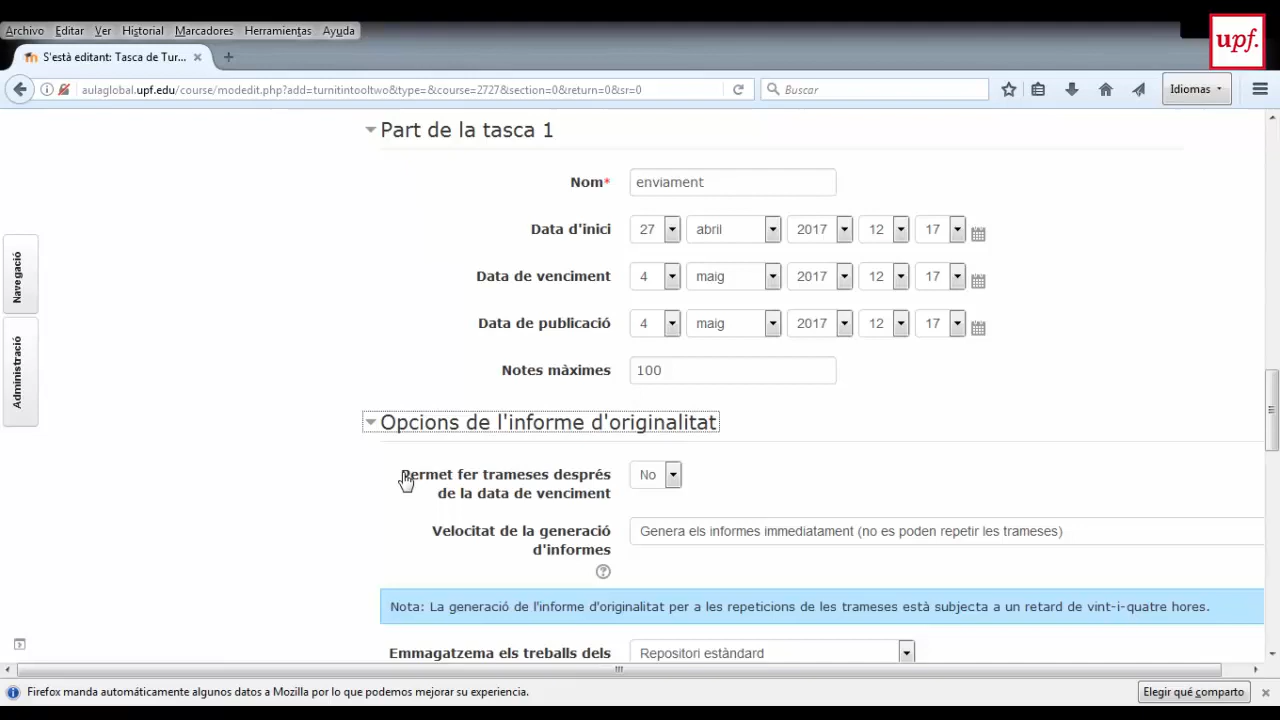 Archivo Editar Ver Historial Marcadores Herramientas Ayuda
upf.
S'està editant: Tasca de Tur...
aulaglobal.upf.edu/course/modedit.php?add=turnitintooltwo&type=&course=2727&section=0&return=0&sr=0
Buscar
Idiomas
Part de la tasca 1
Nom* enviament
Data d'inici 27 abril 2017 12 17
Data de venciment 4 maig 2017 12 17
Data de publicació 4 maig 2017 12 17
Notes màximes 100
Navegació
Administració
Opcions de l'informe d'originalitat
Permet fer trameses després No
de la data de venciment
Velocitat de la generació Genera els informes immediatament (no es poden repetir les trameses)
d'informes
Nota: La generació de l'informe d'originalitat per a les repeticions de les trameses està subjecta a un retard de vint-i-quatre hores.
Emmagatzema els treballs dels Repositori estàndard
Firefox manda automáticamente algunos datos a Mozilla por lo que podemos mejorar su experiencia.
Elegir qué comparto